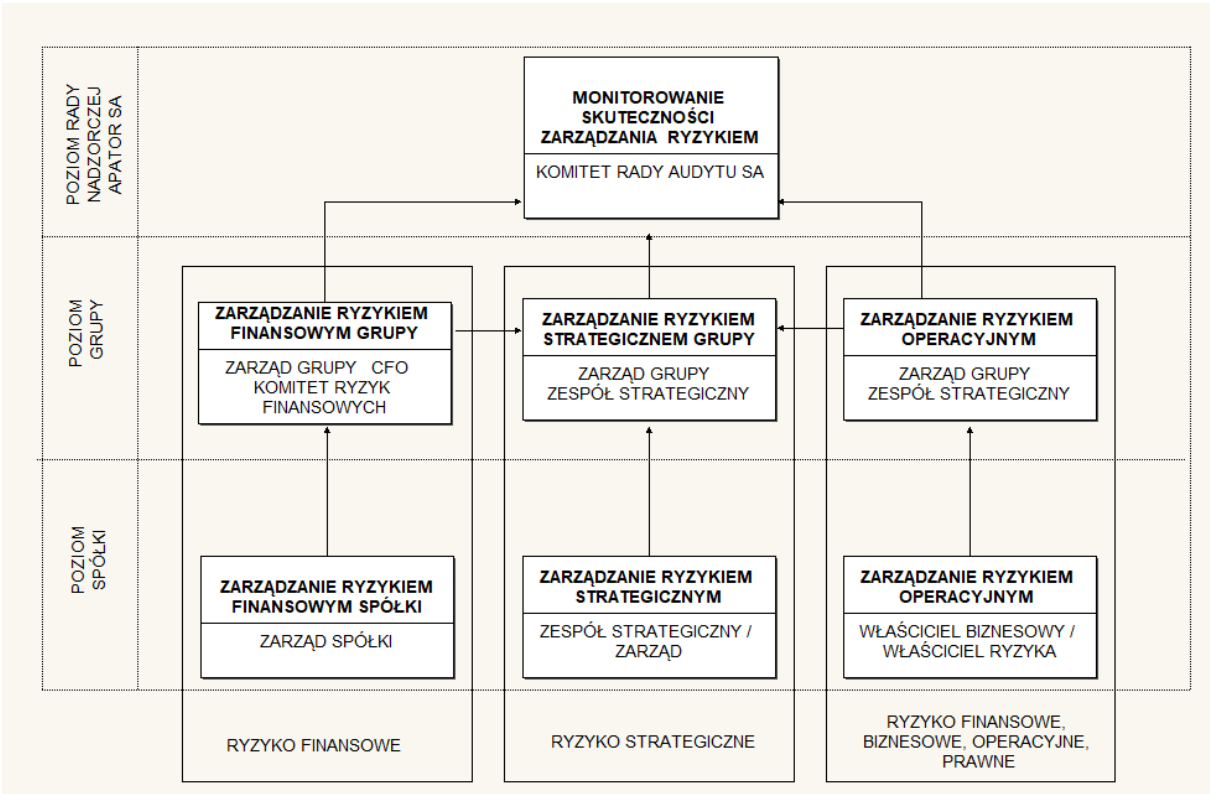 POZIOM RADY
NADZORCZEJ
APATOR SA
MONITOROWANIE
SKUTECZNOŚCI
ZARZĄDZANIA RYZYKIEM
KOMITET RADY AUDYTU SA
POZIOM
GRUPY
ZARZĄDZANIE RYZYKIEM
FINANSOWYM GRUPY
ZARZĄD GRUPY CFO
KOMITET RYZYK
FINANSOWYCH
ZARZĄDZANIE RYZYKIEM
STRATEGICZNEM GRUPY
ZARZĄD GRUPY
ZESPÓŁ STRATEGICZNY
ZARZĄDZANIE RYZYKIEM
OPERACYJNYM
ZARZĄD GRUPY
ZESPÓŁ STRATEGICZNY
POZIOM
SPÓŁKI
ZARZĄDZANIE RYZYKIEM
FINANSOWYM SPÓŁKI
ZARZĄD SPÓŁKI
ZARZĄDZANIE RYZYKIEM
STRATEGICZNYM
ZESPÓŁ STRATEGICZNY /
ZARZĄD
ZARZĄDZANIE RYZYKIEM
OPERACYJNYM
WŁAŚCICIEL BIZNESOWY /
WŁAŚCICIEL RYZYKA
RYZYKO FINANSOWE
RYZYKO STRATEGICZNE
RYZYKO FINANSOWE,
BIZNESOWE, OPERACYJNE,
PRAWNE